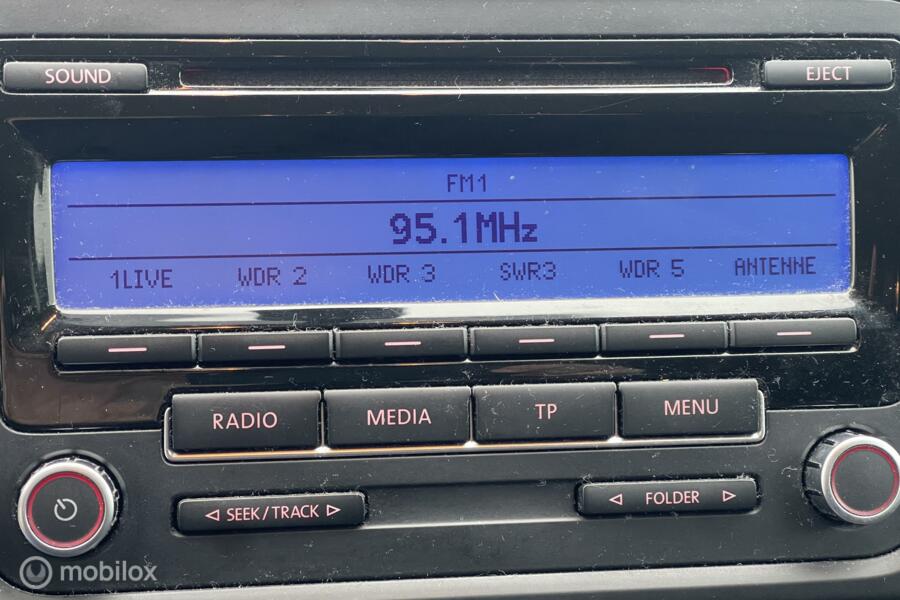 SOUND EJECT
FM1
95.1MHz
1LIVE WDR 2 WDR 3 SWR3 WDR 5 ANTENNE
RADIO MEDIA TP MENU
SEEK/TRACK FOLDER
mobilox